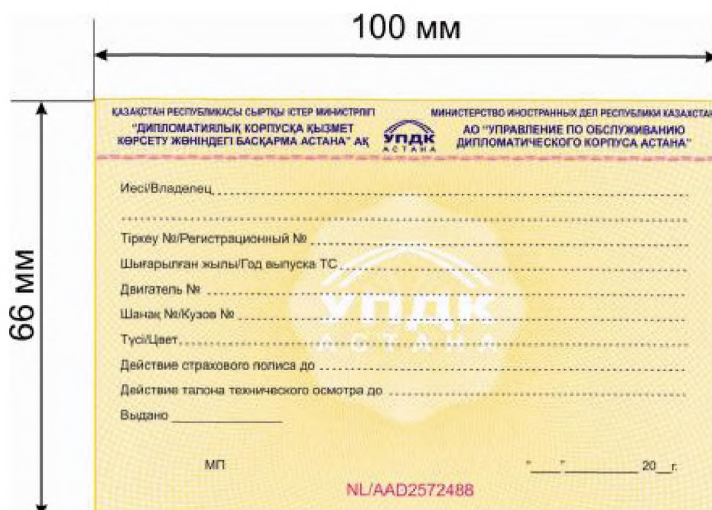 100 мм
66 мм
ҚАЗАҚСТАН РЕСПУБЛИКАСЫ СЫРТҚЫ ІСТЕР МИНИСТРЛІГІ
"ДИПЛОМАТИЯЛЫҚ КОРПУСҚА ҚЫЗМЕТ
КӨРСЕТУ ЖӨНІНДЕГІ БАСҚАРМА АСТАНА" АҚ
УПДК
АСТАНА
МИНИСТЕРСТВО ИНОСТРАННЫХ ДЕЛ РЕСПУБЛИКИ КАЗАХСТАН
АО "УПРАВЛЕНИЕ ПО ОБСЛУЖИВАНИЮ
ДИПЛОМАТИЧЕСКОГО КОРПУСА АСТАНА"
Иесі/Владелец
Тіркеу №/Регистрационный №
Шығарылған жылы/Год выпуска ТС
Двигатель №
Шанақ №/Кузов №
Түсі/Цвет
Действие страхового полиса до
Действие талона технического осмотра до
Выдано ____________
УПДК
АСТАНА
МП
"____"____________ 20__г.
NL/AAD2572488